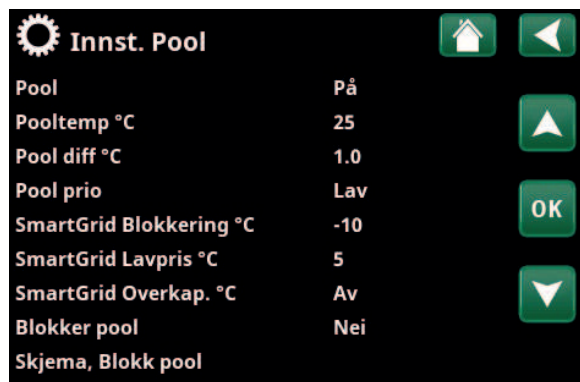 Innst. Pool
Pool På
Pooltemp °C 25
Pool diff °C 1.0
Pool prio Lav
SmartGrid Blokkering °C -10
SmartGrid Lavpris °C 5
SmartGrid Overkap. °C Av
Blokker pool Nei
Skjema, Blokk pool
OK